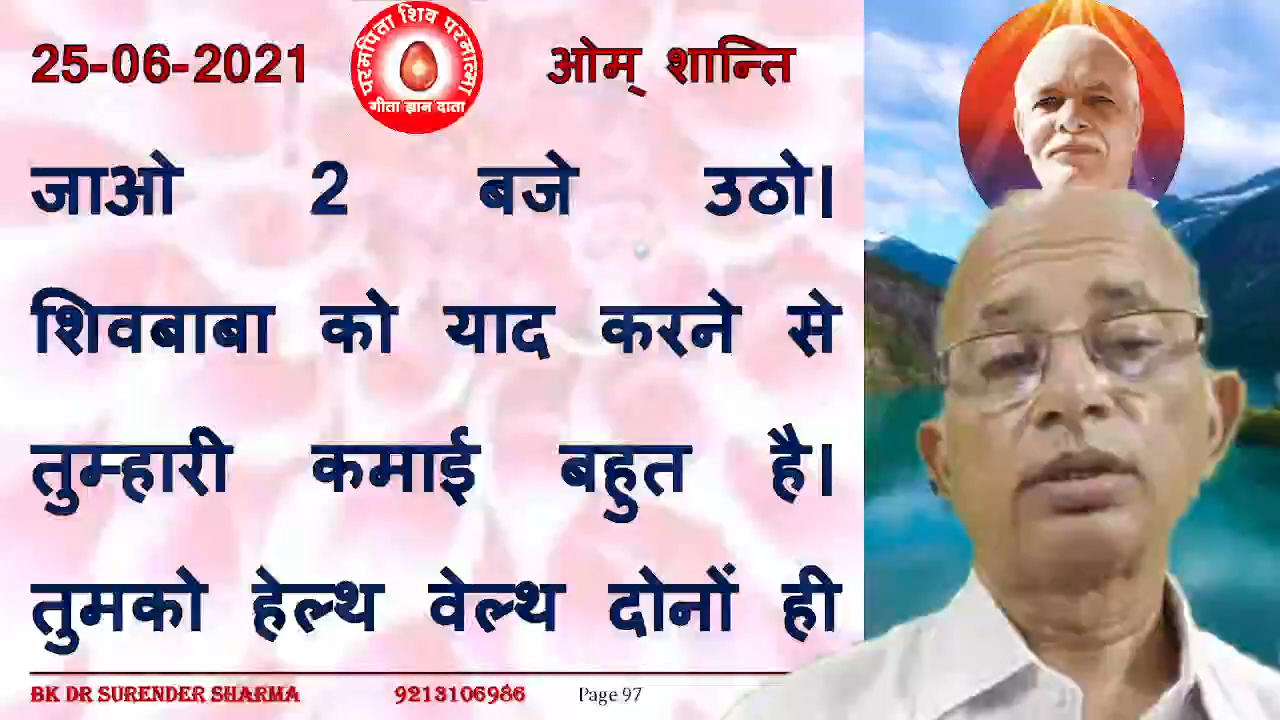 25-06-2021
परमपिता शिव परमात्मा
गीता ज्ञान दाता
ओम् शान्ति
जाओ 2 बजे उठो।
शिवबाबा को याद करने से
तुम्हारी कमाई बहुत है।
तुमको हेल्थ वेल्थ दोनों ही
BK DR SURENDER SHARMA 9213106986 Page 97